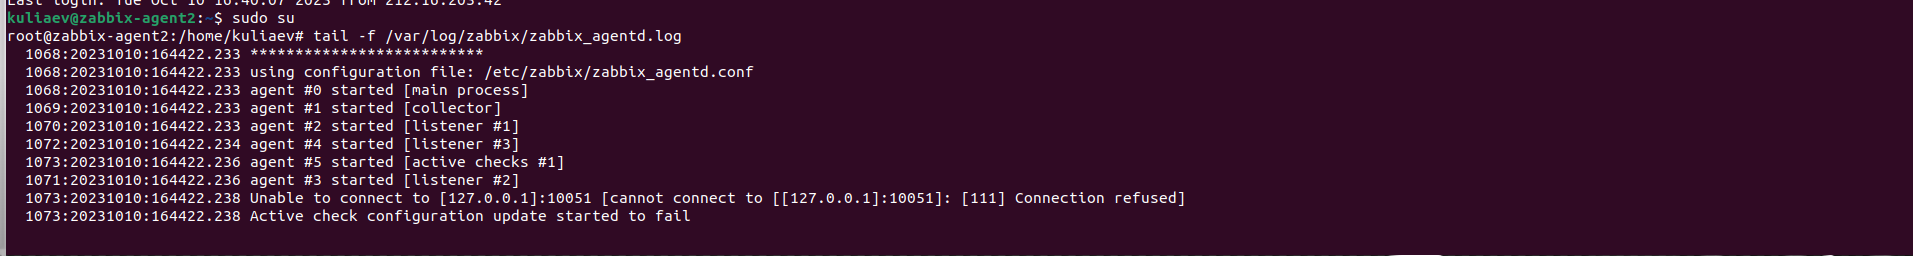 Last login: Tue Oct 10 16:40:07 2023 from 212.16.203.42
kuliaev@zabbix-agent2:~$ sudo su
root@zabbix-agent2:/home/kuliaev# tail -f /var/log/zabbix/zabbix_agentd.log
1068:20231010:164422.233 **************************
1068:20231010:164422.233 using configuration file: /etc/zabbix/zabbix_agentd.conf
1068:20231010:164422.233 agent #0 started [main process]
1069:20231010:164422.233 agent #1 started [collector]
1070:20231010:164422.233 agent #2 started [listener #1]
1072:20231010:164422.234 agent #4 started [listener #3]
1073:20231010:164422.236 agent #5 started [active checks #1]
1071:20231010:164422.236 agent #3 started [listener #2]
1073:20231010:164422.238 Unable to connect to [127.0.0.1]:10051 [cannot connect to [[127.0.0.1]:10051]: [111] Connection refused]
1073:20231010:164422.238 Active check configuration update started to fail